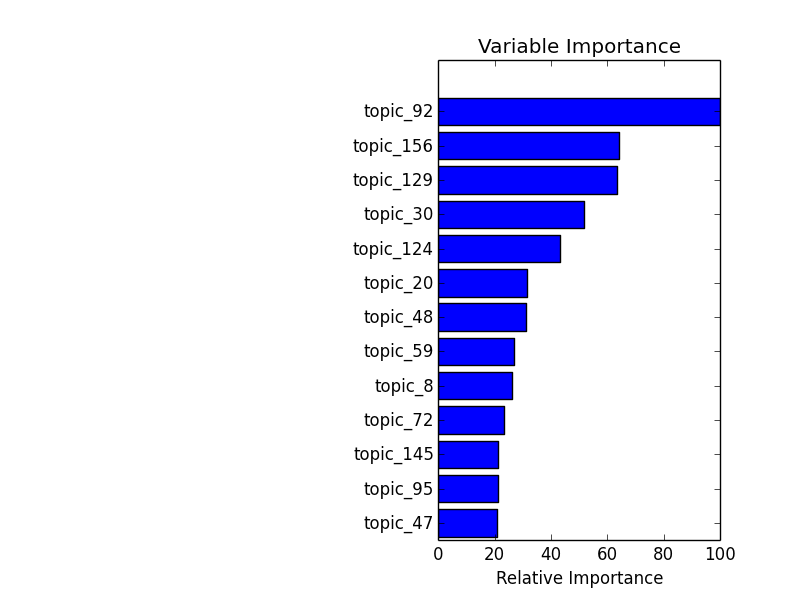 Variable Importance
topic_92
topic_156
topic_129
topic_30
topic_124
topic_20
topic_48
topic_59
topic_8
topic_72
topic_145
topic_95
topic_47
0 20 40 60 80 100
Relative Importance